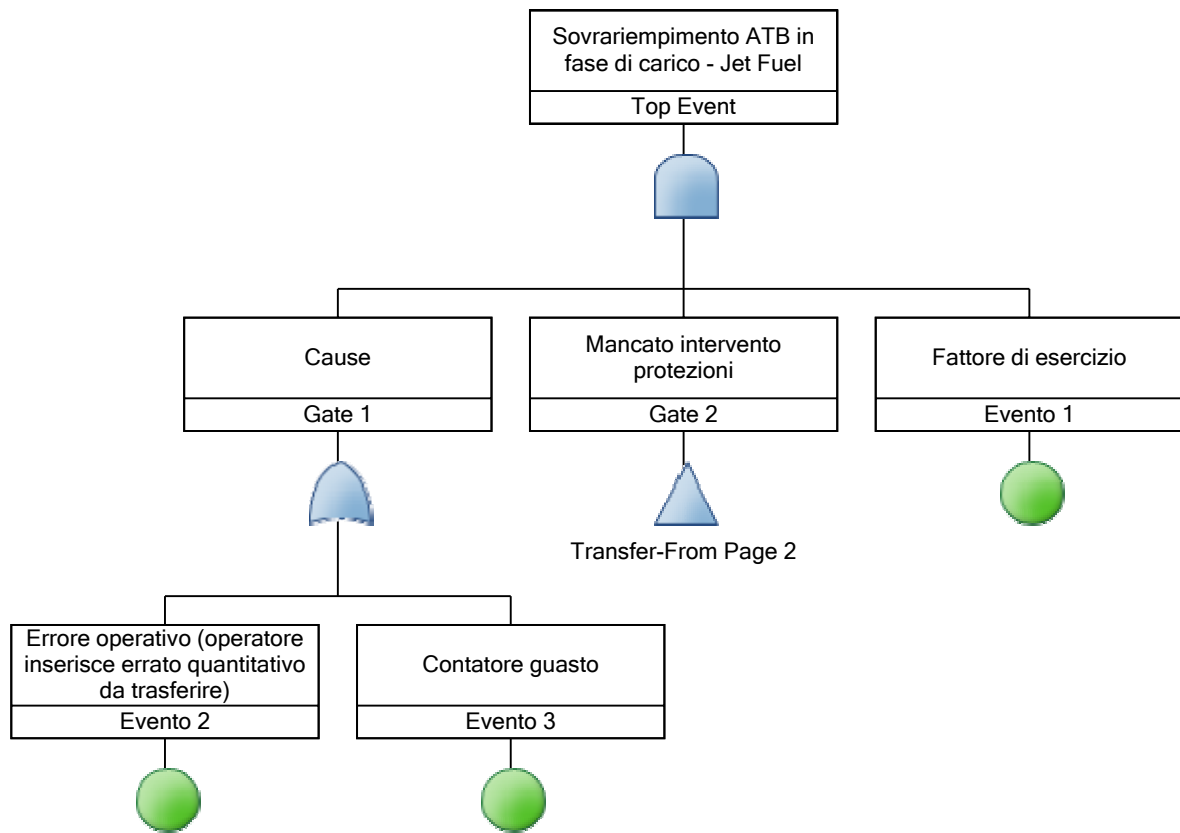 Sovrariempimento ATB in
fase di carico - Jet Fuel
Top Event
Cause
Gate 1
Mancato intervento
protezioni
Gate 2
Fattore di esercizio
Evento 1
Transfer-From Page 2
Errore operativo (operatore
inserisce errato quantitativo
da trasferire)
Evento 2
Contatore guasto
Evento 3